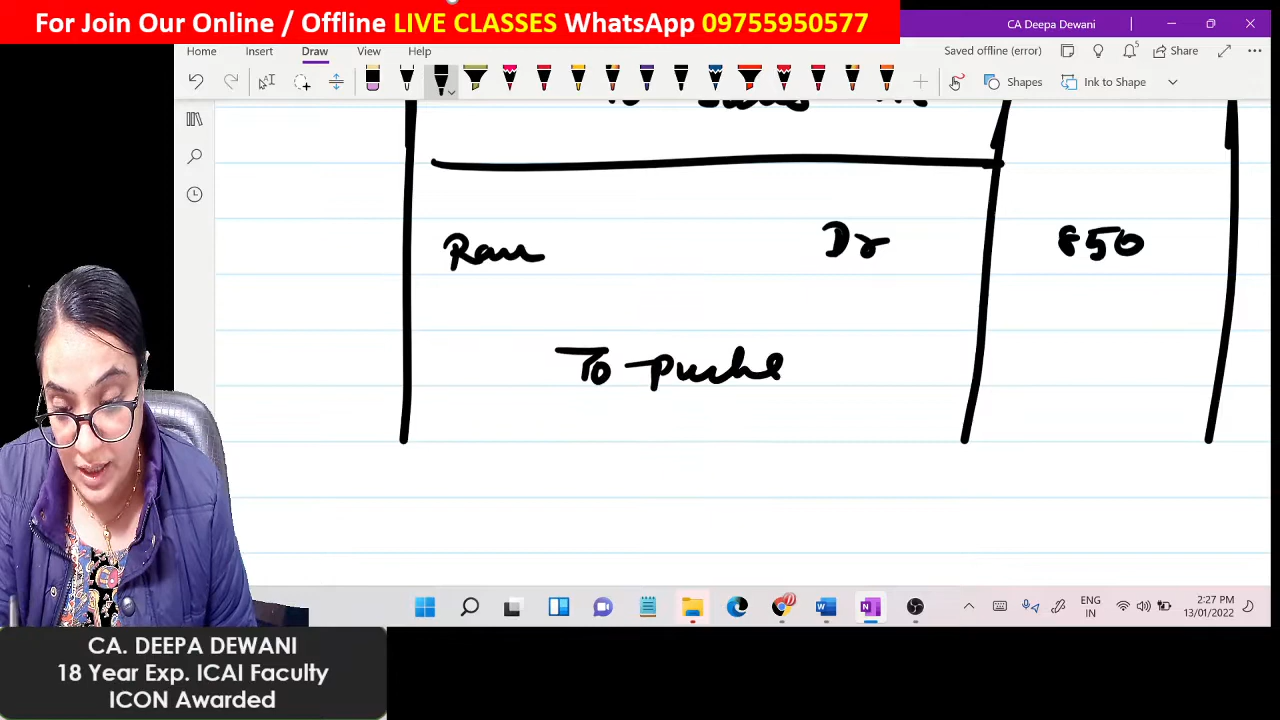 For Join Our Online / Offline LIVE CLASSES WhatsApp 09755950577
CA Deepa Dewani
Home Insert Draw View Help
Saved offline (error) Share
Shapes Ink to Shape
To
Dr 850
To
ENG
IN
2:27 PM
13/01/2022
CA. DEEPA DEWANI
18 Year Exp. ICAI Faculty
ICON Awarded